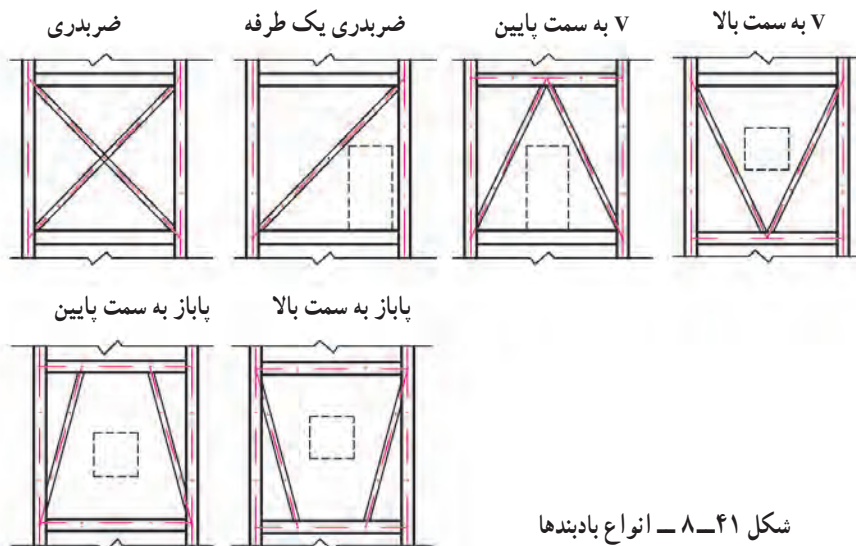 V به سمت بالا
V به سمت پایین
ضربدری یک طرفه
ضربدری
پاباز به سمت بالا
پاباز به سمت پایین
شکل ۴۱ــ۸ ــ انواع بادبندها